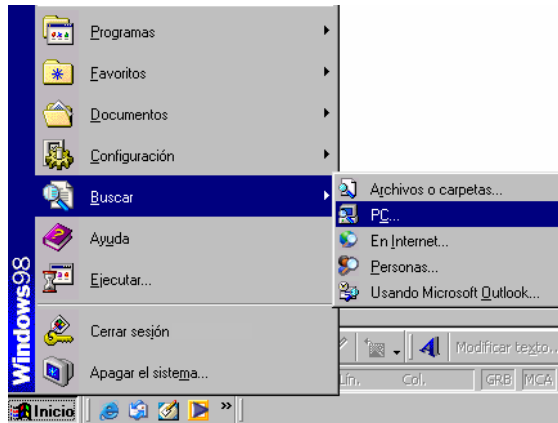 Programas
Favoritos
Documentos
Configuración
Buscar
Ayuda
Ejecutar...
Cerrar sesión
Apagar el sistema...
Windows98
Archivos o carpetas...
PC...
En Internet...
Personas...
Usando Microsoft Outlook...
Modificar texto...
Lín. Col. GRB MCA
Inicio »